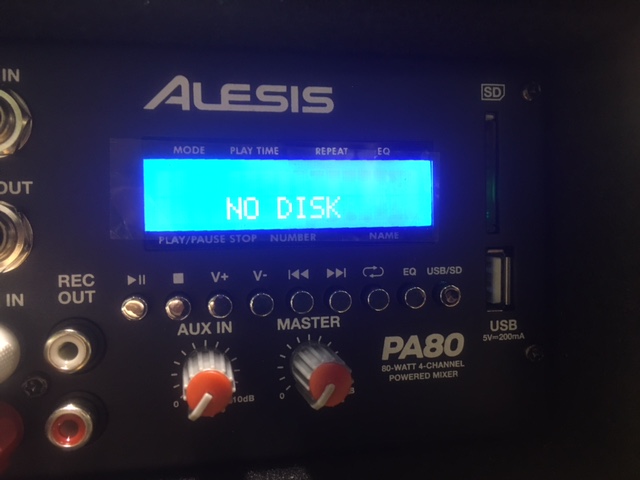 IN
ALESIS
SD
MODE PLAY TIME REPEAT EQ
NO DISK
OUT
PLAY/PAUSE STOP NUMBER NAME
IN
REC
OUT
V+ V- EQ USB/SD
AUX IN MASTER
USB
5V⎓200mA
PA80
80-WATT 4-CHANNEL
POWERED MIXER
0 10dB 0